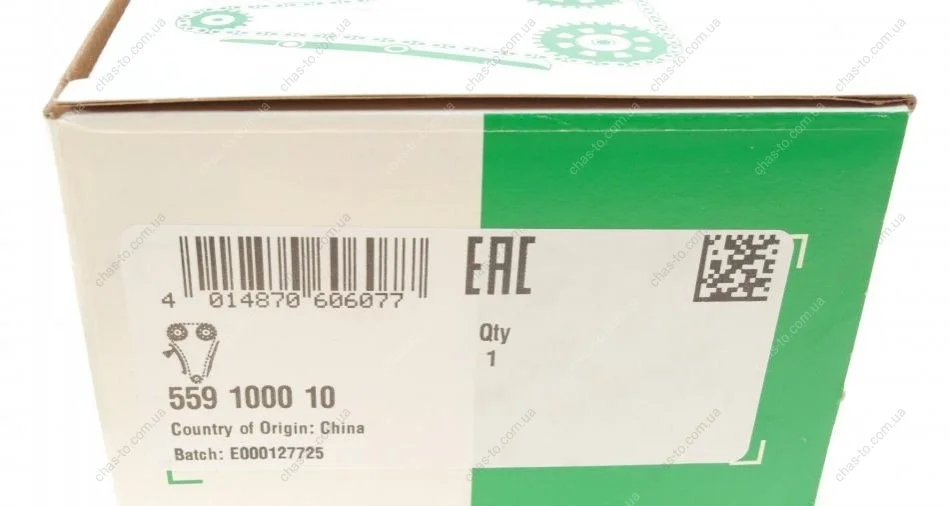 4 014870 606077
EAC
Qty
1
559 1000 10
Country of Origin: China
Batch: E000127725
chas-to.com.ua